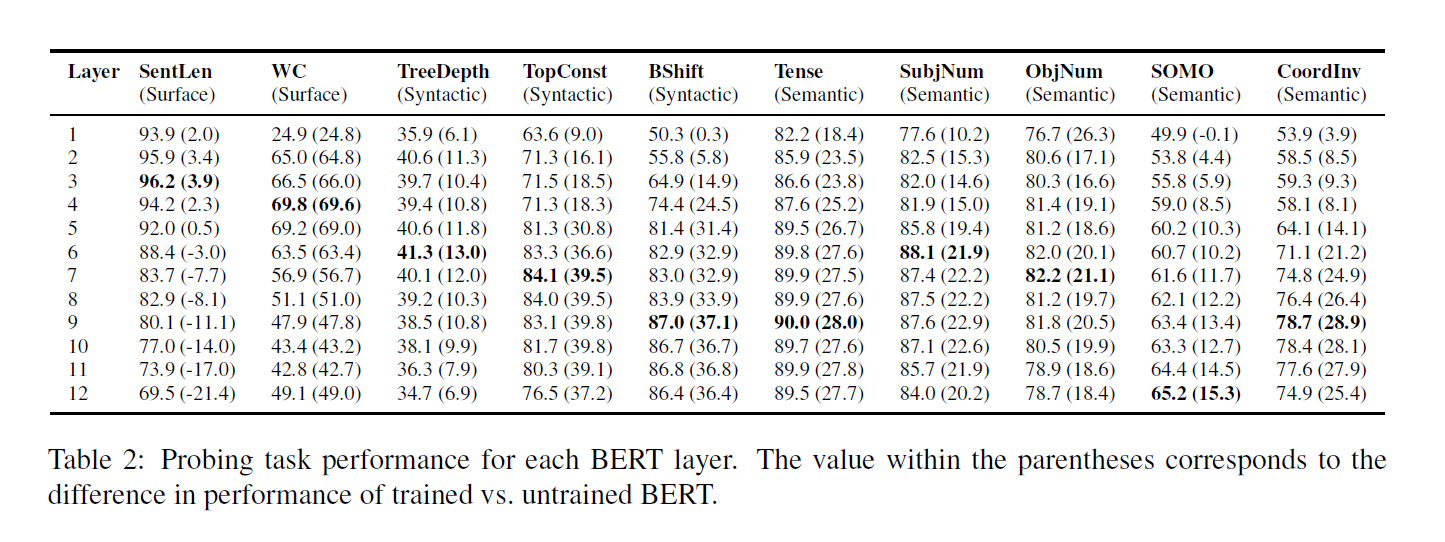 Layer SentLen WC TreeDepth TopConst BShift Tense SubjNum ObjNum SOMO CoordInv
(Surface) (Surface) (Syntactic) (Syntactic) (Syntactic) (Semantic) (Semantic) (Semantic) (Semantic) (Semantic)
1 93.9 (2.0) 24.9 (24.8) 35.9 (6.1) 63.6 (9.0) 50.3 (0.3) 82.2 (18.4) 77.6 (10.2) 76.7 (26.3) 49.9 (-0.1) 53.9 (3.9)
2 95.9 (3.4) 65.0 (64.8) 40.6 (11.3) 71.3 (16.1) 55.8 (5.8) 85.9 (23.5) 82.5 (15.3) 80.6 (17.1) 53.8 (4.4) 58.5 (8.5)
3 96.2 (3.9) 66.5 (66.0) 39.7 (10.4) 71.5 (18.5) 64.9 (14.9) 86.6 (23.8) 82.0 (14.6) 80.3 (16.6) 55.8 (5.9) 59.3 (9.3)
4 94.2 (2.3) 69.8 (69.6) 39.4 (10.8) 71.3 (18.3) 74.4 (24.5) 87.6 (25.2) 81.9 (15.0) 81.4 (19.1) 59.0 (8.5) 58.1 (8.1)
5 92.0 (0.5) 69.2 (69.0) 40.6 (11.8) 81.3 (30.8) 81.4 (31.4) 89.5 (26.7) 85.8 (19.4) 81.2 (18.6) 60.2 (10.3) 64.1 (14.1)
6 88.4 (-3.0) 63.5 (63.4) 41.3 (13.0) 83.3 (36.6) 82.9 (32.9) 89.8 (27.6) 88.1 (21.9) 82.0 (20.1) 60.7 (10.2) 71.1 (21.2)
7 83.7 (-7.7) 56.9 (56.7) 40.1 (12.0) 84.1 (39.5) 83.0 (32.9) 89.9 (27.5) 87.4 (22.2) 82.2 (21.1) 61.6 (11.7) 74.8 (24.9)
8 82.9 (-8.1) 51.1 (51.0) 39.2 (10.3) 84.0 (39.5) 83.9 (33.9) 89.9 (27.6) 87.5 (22.2) 81.2 (19.7) 62.1 (12.2) 76.4 (26.4)
9 80.1 (-11.1) 47.9 (47.8) 38.5 (10.8) 83.1 (39.8) 87.0 (37.1) 90.0 (28.0) 87.6 (22.9) 81.8 (20.5) 63.4 (13.4) 78.7 (28.9)
10 77.0 (-14.0) 43.4 (43.2) 38.1 (9.9) 81.7 (39.8) 86.7 (36.7) 89.7 (27.6) 87.1 (22.6) 80.5 (19.9) 63.3 (12.7) 78.4 (28.1)
11 73.9 (-17.0) 42.8 (42.7) 36.3 (7.9) 80.3 (39.1) 86.8 (36.8) 89.9 (27.8) 85.7 (21.9) 78.9 (18.6) 64.4 (14.5) 77.6 (27.9)
12 69.5 (-21.4) 49.1 (49.0) 34.7 (6.9) 76.5 (37.2) 86.4 (36.4) 89.5 (27.7) 84.0 (20.2) 78.7 (18.4) 65.2 (15.3) 74.9 (25.4)
Table 2: Probing task performance for each BERT layer. The value within the parentheses corresponds to the
difference in performance of trained vs. untrained BERT.